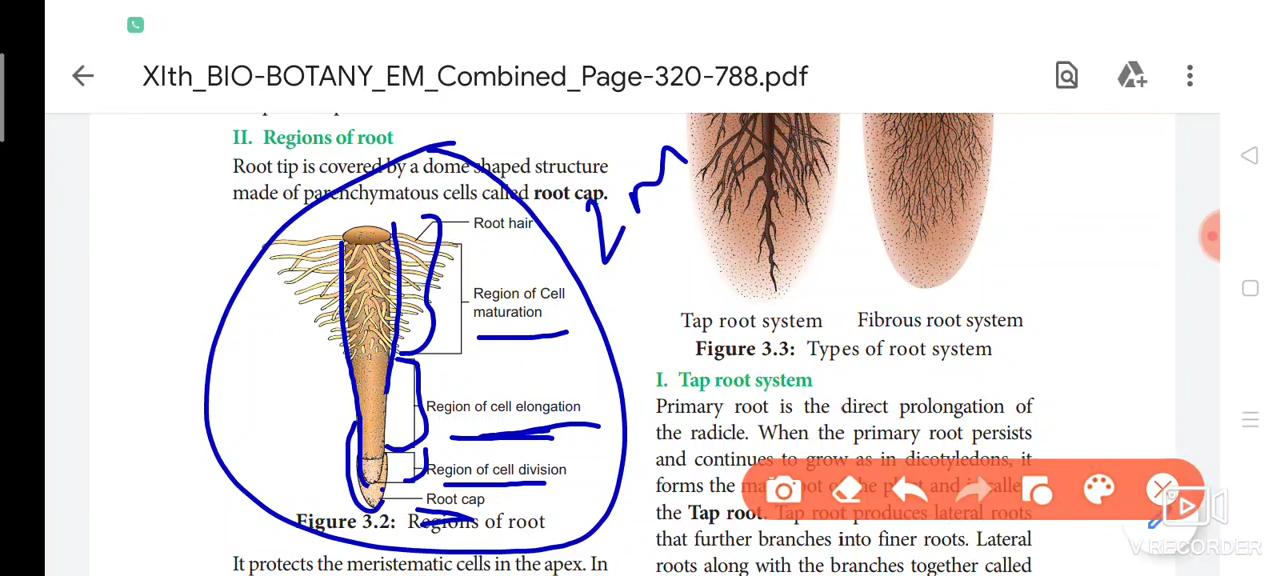 XIth_BIO-BOTANY_EM_Combined_Page-320-788.pdf
II. Regions of root
Root tip is covered by a dome shaped structure
made of parenchymatous cells called root cap.
Root hair
Region of Cell
maturation
Region of cell elongation
Region of cell division
Root cap
Figure 3.2: Regions of root
It protects the meristematic cells in the apex. In
Tap root system
Fibrous root system
Figure 3.3: Types of root system
I. Tap root system
Primary root is the direct prolongation of
the radicle. When the primary root persists
and continues to grow as in dicotyledons, it
forms the root the plant and is
the Tap root. Tap root produces lateral roots
that further branches into finer roots. Lateral
roots along with the branches together called
V RECORDER